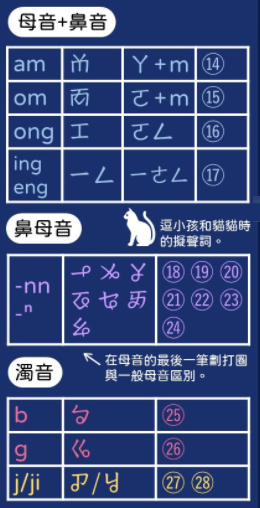 母音+鼻音
am ㆰ ㄚ+m ⑭
om ㆱ ㄛ+m ⑮
ong ㆲ ㄛㄥ ⑯
ing
eng ㄧㄥ ㄧㄜㄥ ⑰
鼻母音
逗小孩和貓貓時
的擬聲詞。
-nn
-ⁿ
ㆳ ㆫ ㆩ
ㆧ ㆥ ㆮ
ㆯ
⑱ ⑲ ⑳
㉑ ㉒ ㉓
㉔
在母音的最後一筆劃打圈
與一般母音區別。
濁音
b ㆠ ㉕
g ㆣ ㉖
j/ji ㆡ/ㆢ ㉗ ㉘